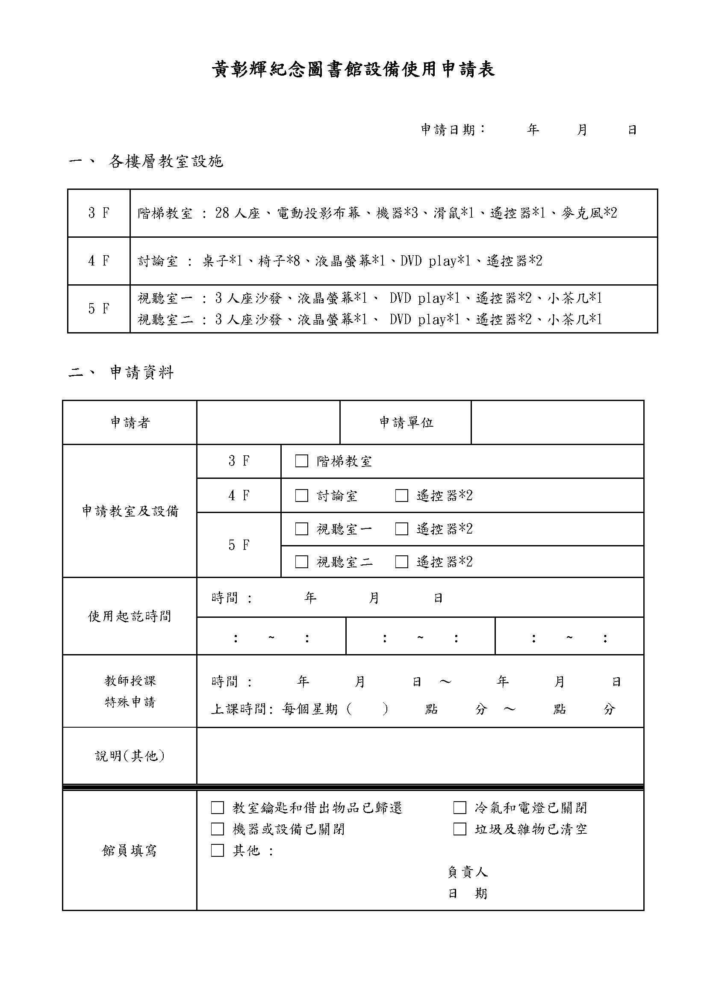 黃彰輝紀念圖書館設備使用申請表
申請日期： 年 月 日
一、 各樓層教室設施
3 F 階梯教室 : 28人座、電動投影布幕、機器*3、滑鼠*1、遙控器*1、麥克風*2
4 F 討論室 : 桌子*1、椅子*8、液晶螢幕*1、DVD play*1、遙控器*2
5 F
視聽室一 : 3人座沙發、液晶螢幕*1、 DVD play*1、遙控器*2、小茶几*1
視聽室二 : 3人座沙發、液晶螢幕*1、 DVD play*1、遙控器*2、小茶几*1
二、 申請資料
申請者 申請單位
申請教室及設備
3 F □ 階梯教室
4 F □ 討論室 □ 遙控器*2
5 F
□ 視聽室一 □ 遙控器*2
□ 視聽室二 □ 遙控器*2
使用起訖時間
時間 : 年 月 日
: ~ : : ~ : : ~ :
教師授課
特殊申請
時間 : 年 月 日 ～ 年 月 日
上課時間: 每個星期 ( ) 點 分 ～ 點 分
說明(其他)
館員填寫
□ 教室鑰匙和借出物品已歸還 □ 冷氣和電燈已關閉
□ 機器或設備已關閉 □ 垃圾及雜物已清空
□ 其他 :
負責人
日 期